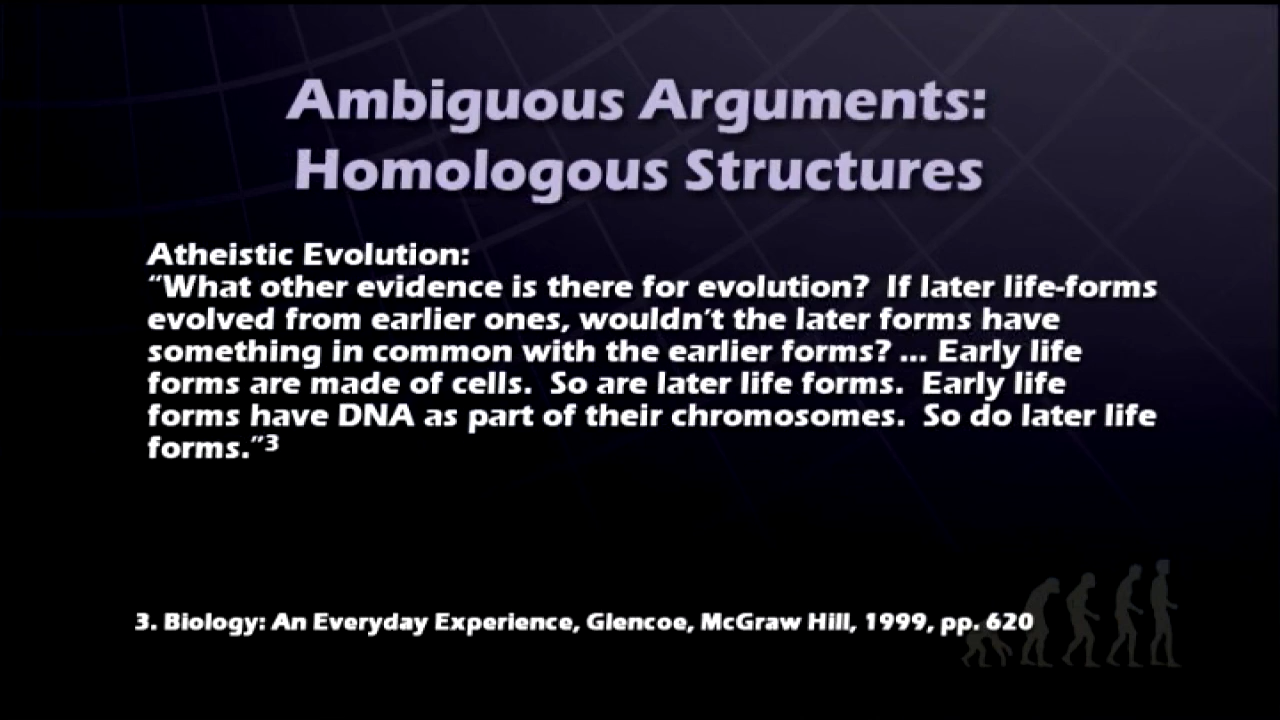 Ambiguous Arguments:
Homologous Structures
Atheistic Evolution:
“What other evidence is there for evolution?  If later life-forms
evolved from earlier ones, wouldn’t the later forms have
something in common with the earlier forms? ... Early life
forms are made of cells.  So are later life forms.  Early life
forms have DNA as part of their chromosomes.  So do later life
forms.”3
3. Biology: An Everyday Experience, Glencoe, McGraw Hill, 1999, pp. 620